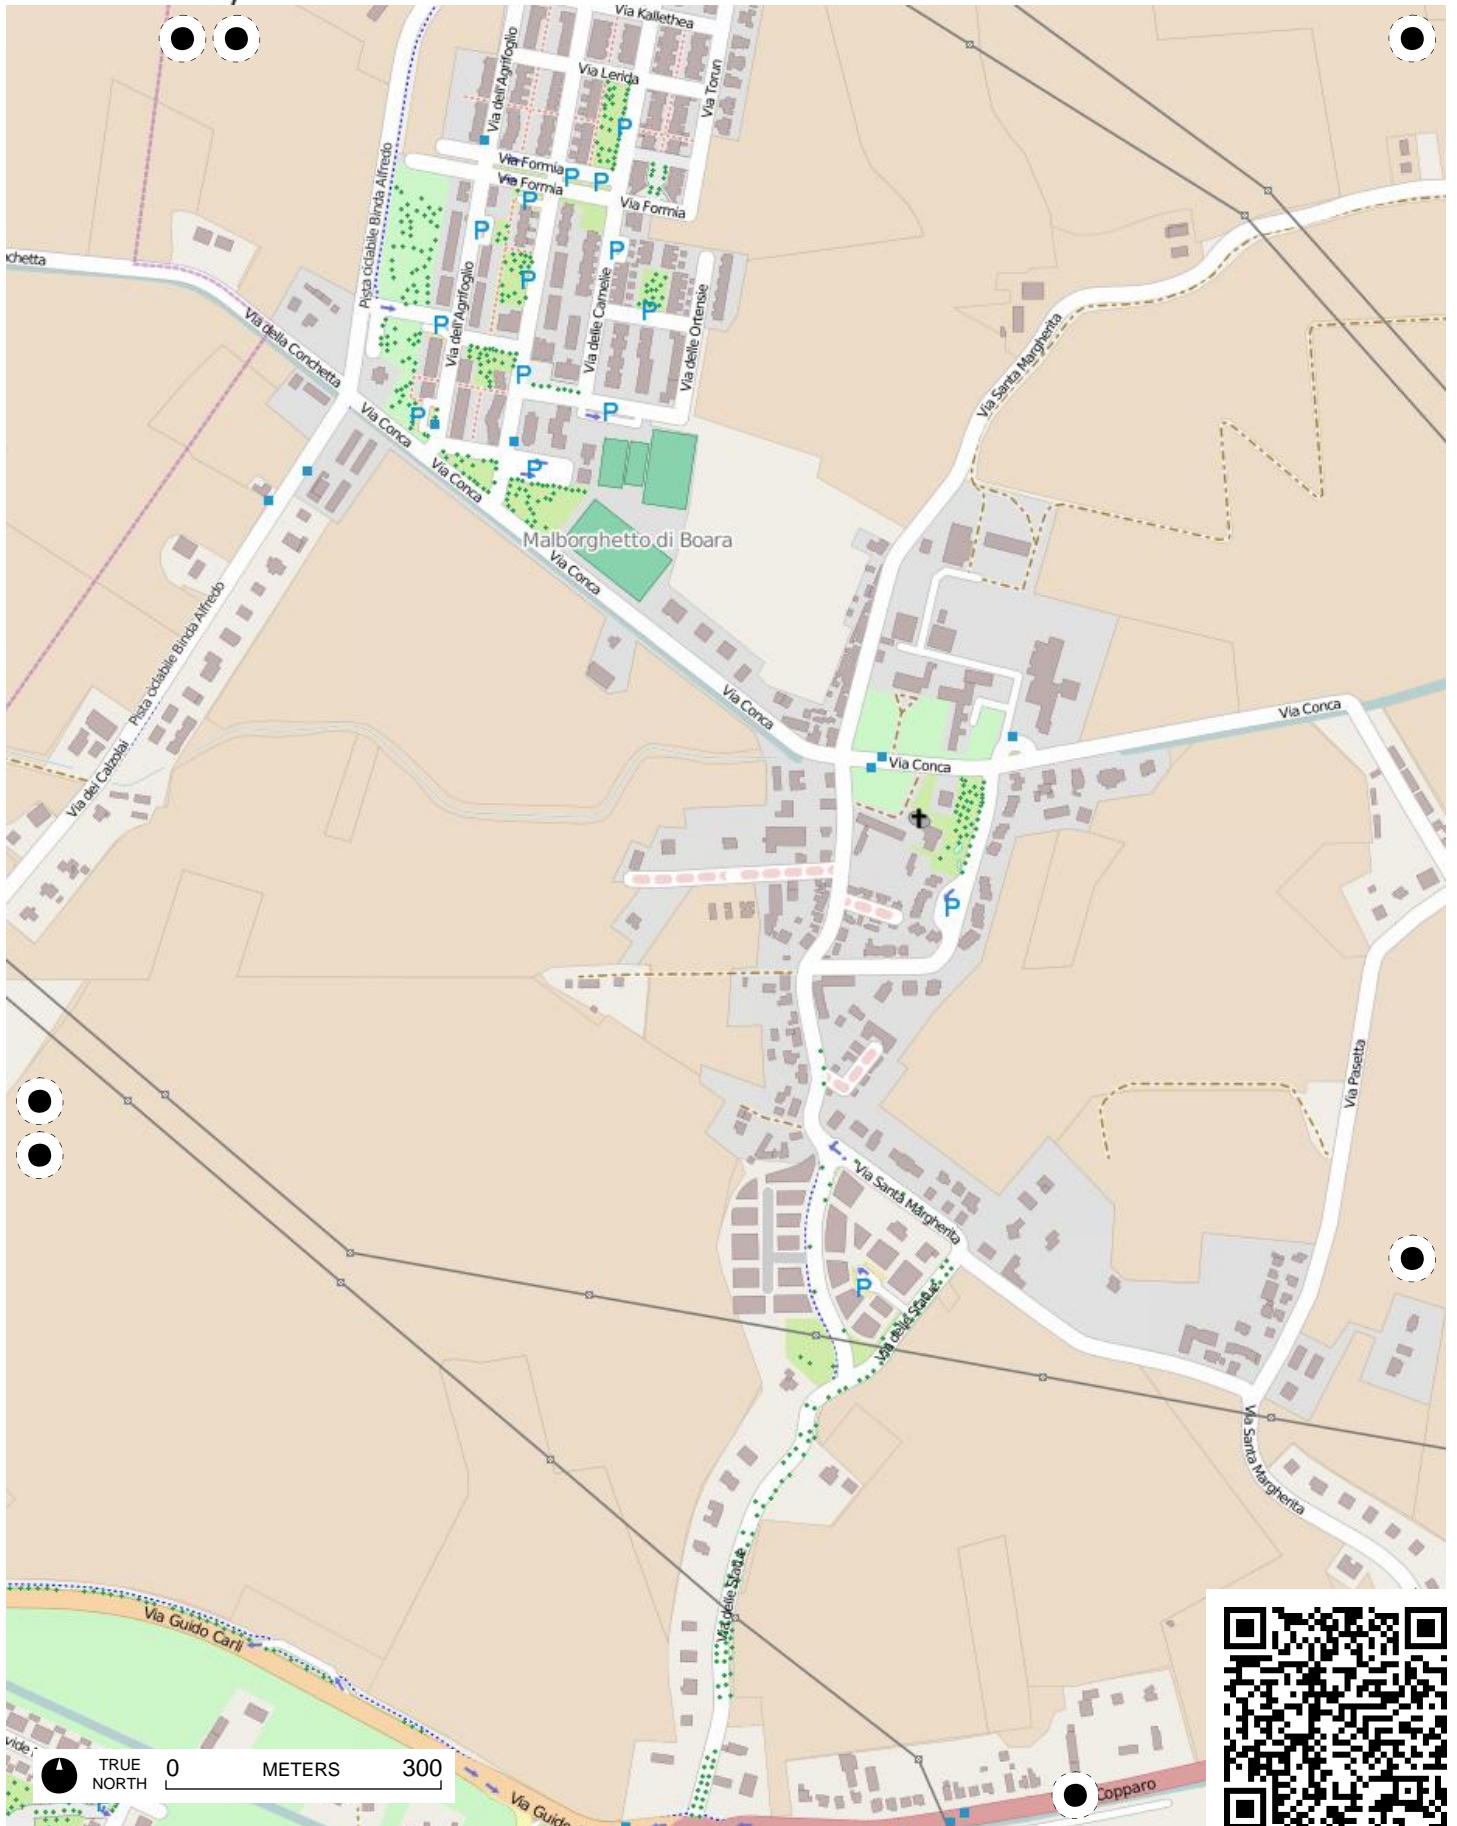 Via Kallethea
Via dell'Agrifoglio
Via Lerida
Via Torun
P
Pista ciclabile Binda Alfredo
Via Formia
P
P
Via Formia
P
Via Formia
P
P
chetta
Via dell'Agrifoglio
P
Via delle Camelie
Via delle Ortensie
P
Via della Conchetta
P
Via Santa Margherita
P
P
P
Via Conca
Via Conca
P
Malborghetto di Boara
Via Conca
Pista ciclabile Binda Alfredo
Via Conca
Via Conca
Via dei Calzolai
Via Conca
P
Via Pasetta
Via Santa Margherita
P
Via delle Statue
Via Santa Margherita
Via delle Statue
Via Guido Carli
vide
TRUE
NORTH
0 METERS 300
Via Guido
Copparo